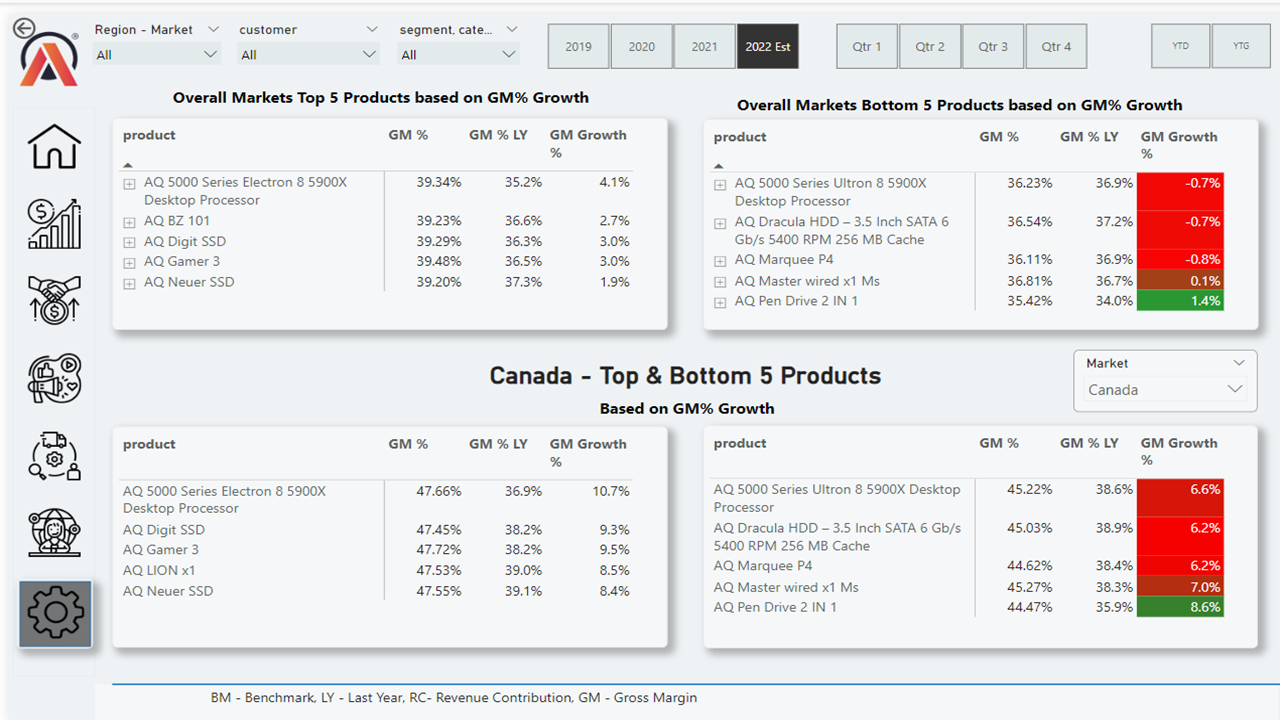 Region - Market
customer
segment, cate...
All
All
All
2019
2020
2021
2022 Est
Qtr 1
Qtr 2
Qtr 3
Qtr 4
YTD
YTG
Overall Markets Top 5 Products based on GM% Growth
product GM % GM % LY GM Growth
%
AQ 5000 Series Electron 8 5900X 39.34% 35.2% 4.1%
Desktop Processor
AQ BZ 101 39.23% 36.6% 2.7%
AQ Digit SSD 39.29% 36.3% 3.0%
AQ Gamer 3 39.48% 36.5% 3.0%
AQ Neuer SSD 39.20% 37.3% 1.9%
Overall Markets Bottom 5 Products based on GM% Growth
product GM % GM % LY GM Growth
%
AQ 5000 Series Ultron 8 5900X 36.23% 36.9% -0.7%
Desktop Processor
AQ Dracula HDD – 3.5 Inch SATA 6 36.54% 37.2% -0.7%
Gb/s 5400 RPM 256 MB Cache
AQ Marquee P4 36.11% 36.9% -0.8%
AQ Master wired x1 Ms 36.81% 36.7% 0.1%
AQ Pen Drive 2 IN 1 35.42% 34.0% 1.4%
Canada - Top & Bottom 5 Products
Based on GM% Growth
Market
Canada
product GM % GM % LY GM Growth
%
AQ 5000 Series Electron 8 5900X 47.66% 36.9% 10.7%
Desktop Processor
AQ Digit SSD 47.45% 38.2% 9.3%
AQ Gamer 3 47.72% 38.2% 9.5%
AQ LION x1 47.53% 39.0% 8.5%
AQ Neuer SSD 47.55% 39.1% 8.4%
product GM % GM % LY GM Growth
%
AQ 5000 Series Ultron 8 5900X Desktop 45.22% 38.6% 6.6%
Processor
AQ Dracula HDD – 3.5 Inch SATA 6 Gb/s 45.03% 38.9% 6.2%
5400 RPM 256 MB Cache
AQ Marquee P4 44.62% 38.4% 6.2%
AQ Master wired x1 Ms 45.27% 38.3% 7.0%
AQ Pen Drive 2 IN 1 44.47% 35.9% 8.6%
BM - Benchmark, LY - Last Year, RC- Revenue Contribution, GM - Gross Margin